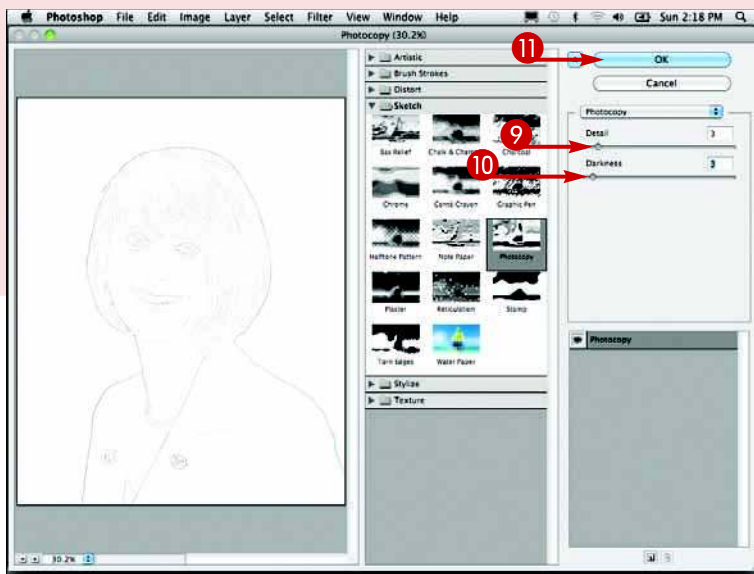 Photoshop File Edit Image Layer Select Filter View Window Help Sun 2:18 PM
Photocopy (30.2%)
Artistic
Brush Strokes
Distort
Sketch
Bas Relief Chalk & Charcoal Charcoal
Chrome Conté Crayon Graphic Pen
Halftone Pattern Note Paper Photocopy
Plaster Reticulation Stamp
Torn Edges Water Paper
Stylize
Texture
11
OK
Cancel
Photocopy
9
Detail 3
10
Darkness 3
Photocopy
30.2%